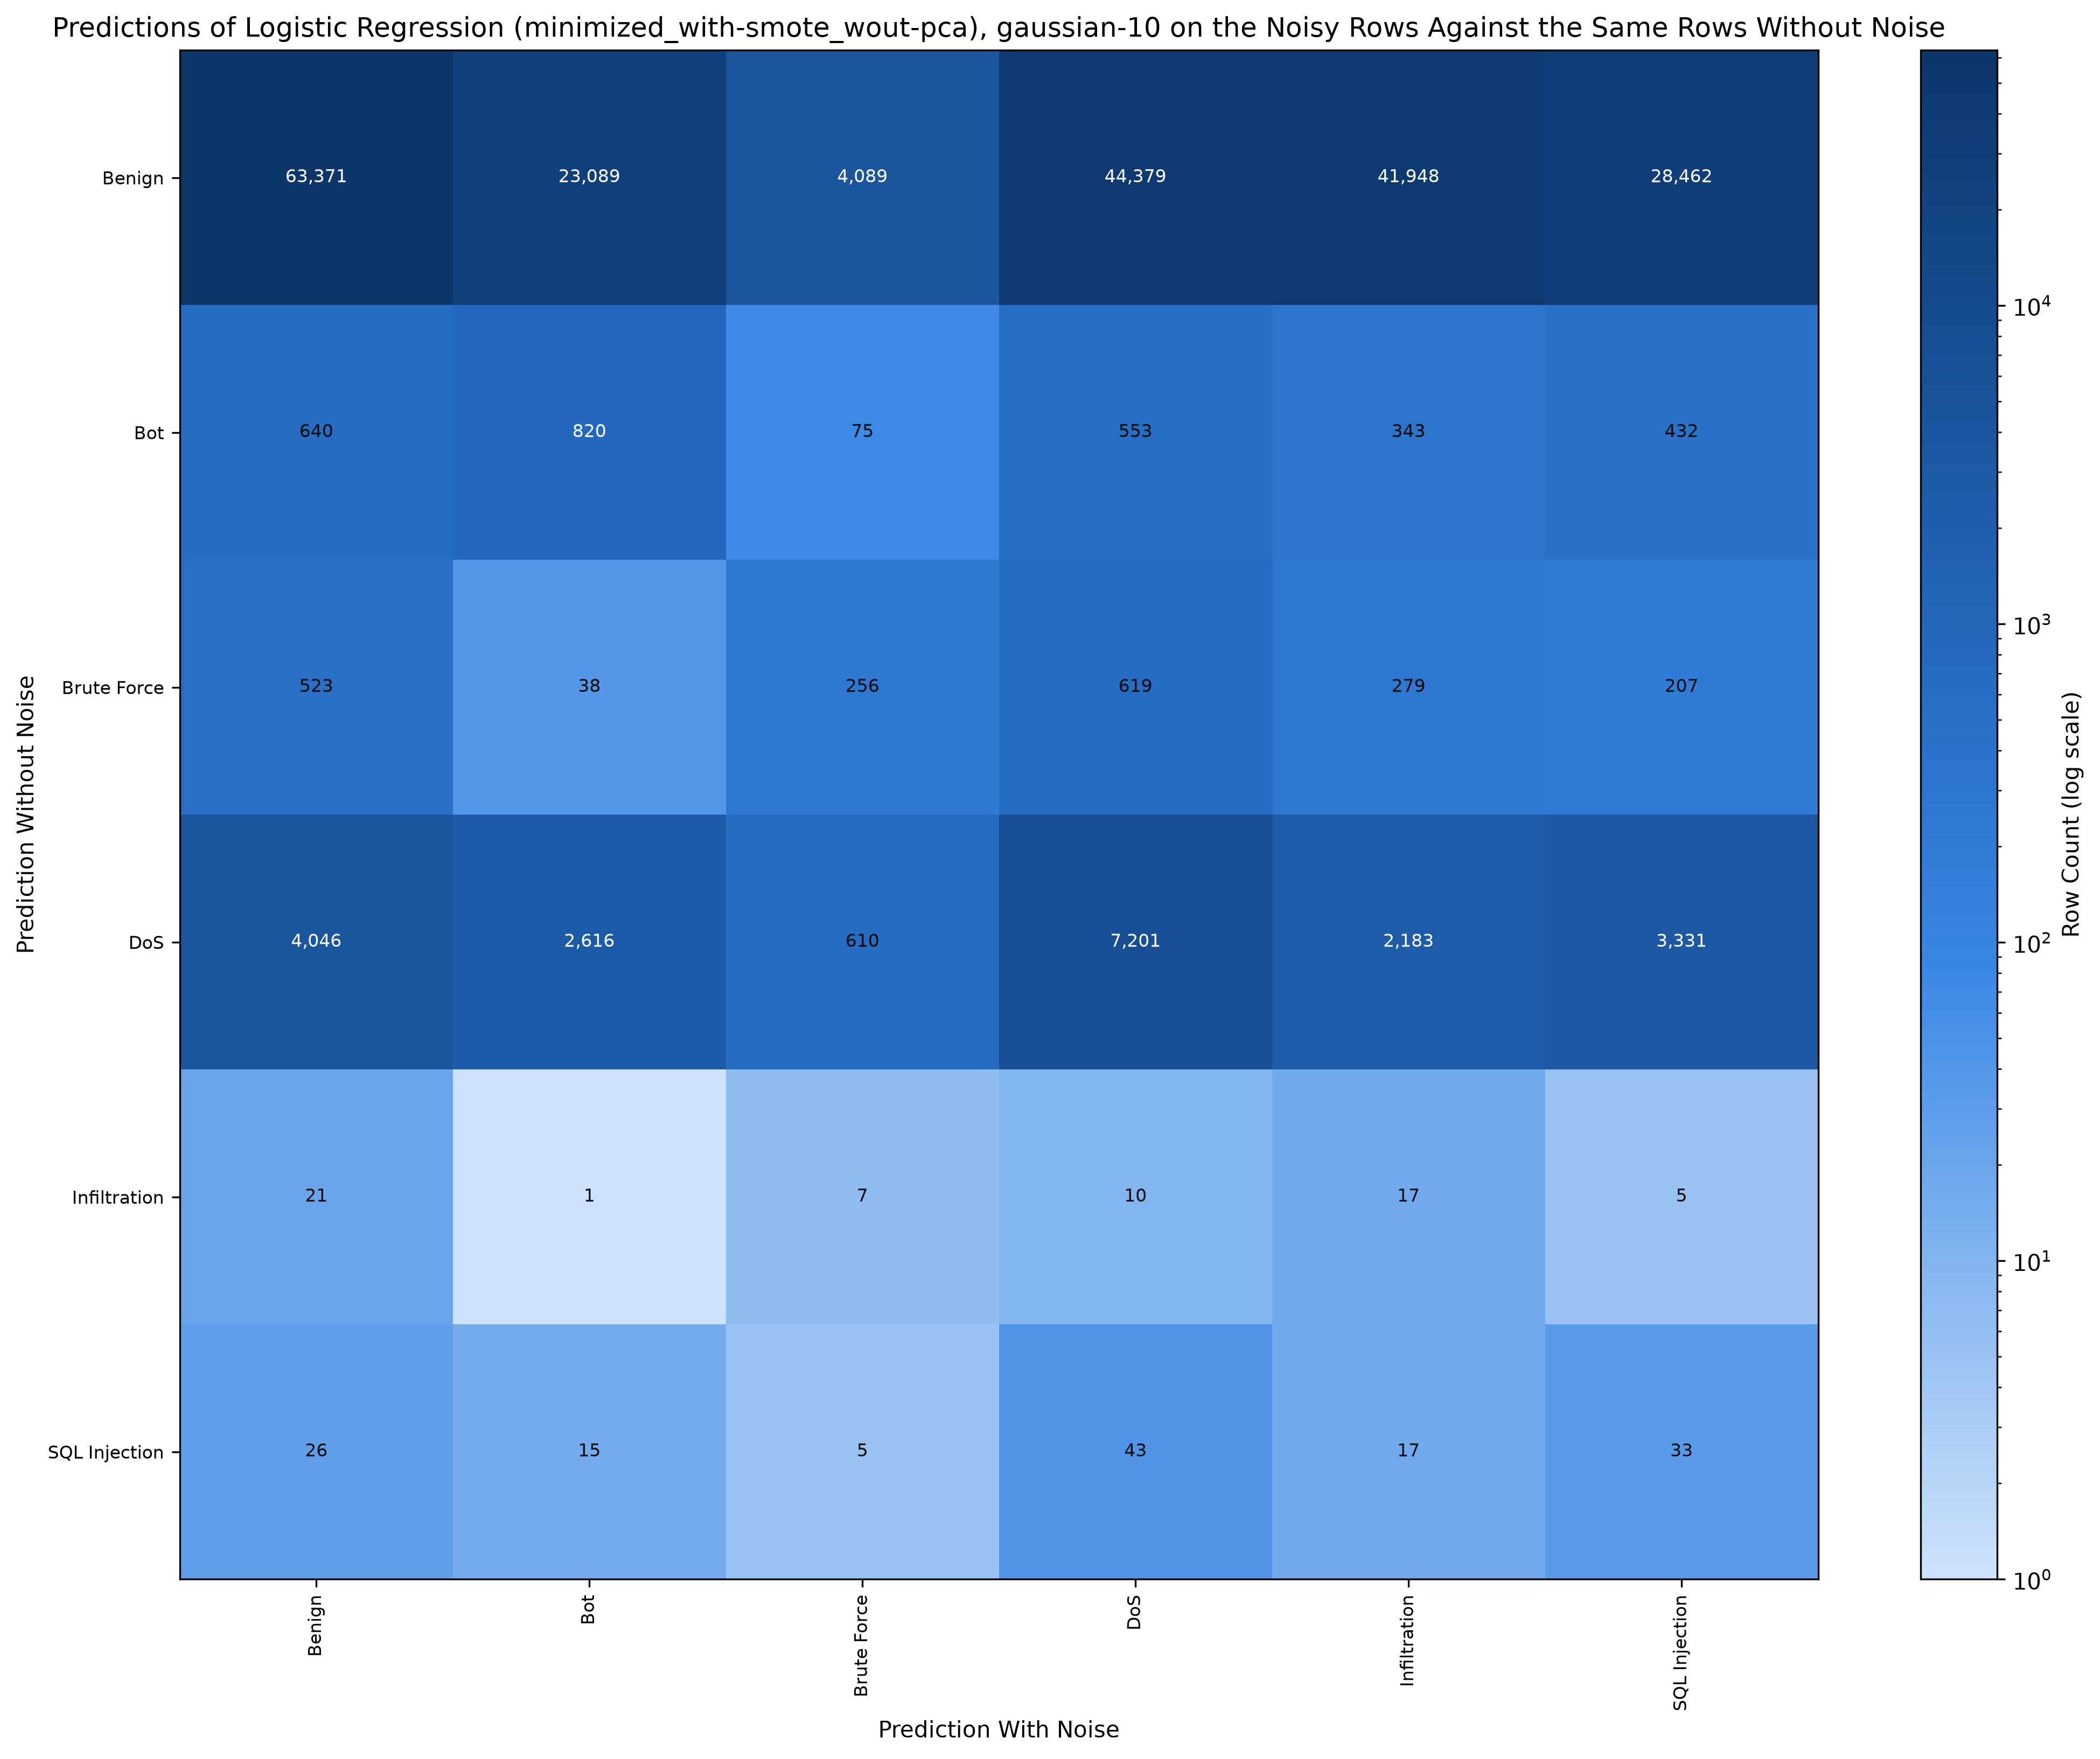 Predictions of Logistic Regression (minimized_with-smote_wout-pca), gaussian-10 on the Noisy Rows Against the Same Rows Without Noise
Prediction Without Noise
Benign 63,371 23,089 4,089 44,379 41,948 28,462
Bot 640 820 75 553 343 432
Brute Force 523 38 256 619 279 207
DoS 4,046 2,616 610 7,201 2,183 3,331
Infiltration 21 1 7 10 17 5
SQL Injection 26 15 5 43 17 33
Benign Bot Brute Force DoS Infiltration SQL Injection
Prediction With Noise
10⁴
10³
10²
10¹
10⁰
Row Count (log scale)